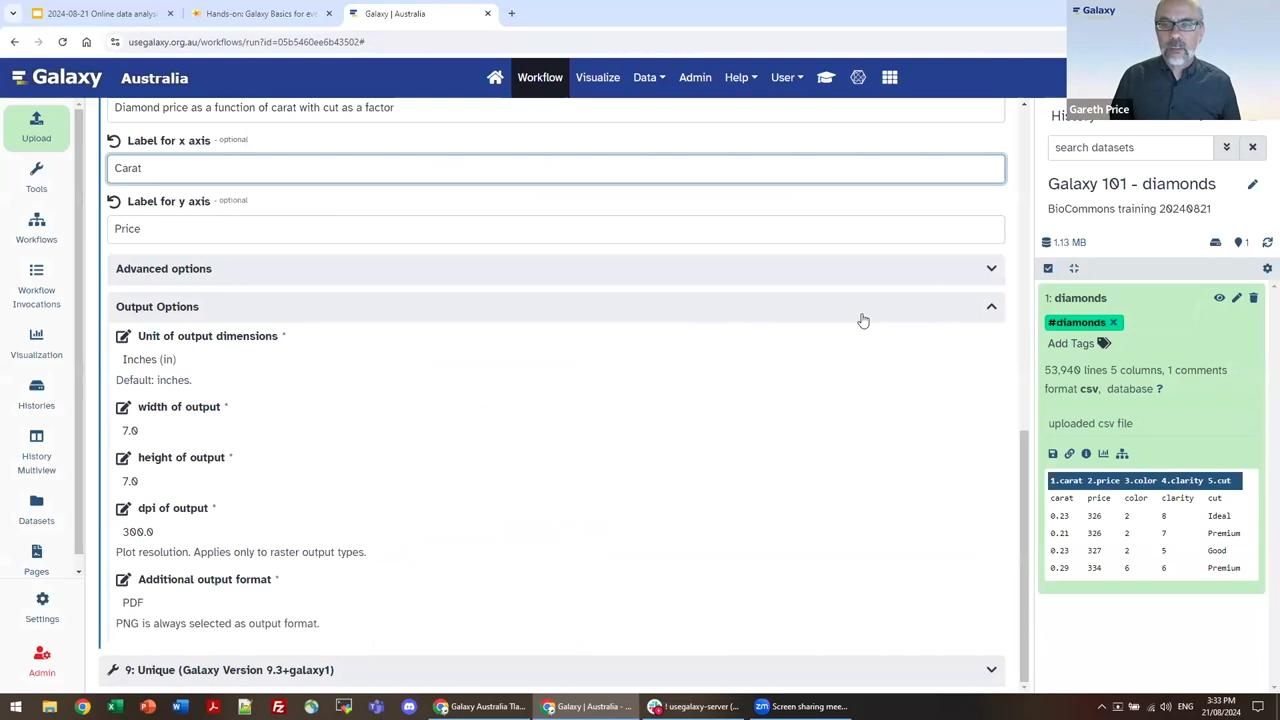 2024-08-21 Online data analysi
Hands-on: Galaxy Basics for ev
Galaxy | Australia
usegalaxy.org.au/workflows/run?id=05b5460ee6b43502#
Galaxy
Gareth Price
Galaxy Australia
Workflow Visualize Data Admin Help User
Upload
Tools
Workflows
Workflow
Invocations
Visualization
Histories
History
Multiview
Datasets
Pages
Settings
Admin
Diamond price as a function of carat with cut as a factor
Label for x axis - optional
Carat
Label for y axis - optional
Price
Advanced options
Output Options
Unit of output dimensions *
Inches (in)
Default: inches.
width of output *
7.0
height of output *
7.0
dpi of output *
300.0
Plot resolution. Applies only to raster output types.
Additional output format *
PDF
PNG is always selected as output format.
9: Unique (Galaxy Version 9.3+galaxy1)
search datasets
Galaxy 101 - diamonds
BioCommons training 20240821
1.13 MB
1
1: diamonds
#diamonds
Add Tags
53,940 lines 5 columns, 1 comments
format csv, database ?
uploaded csv file
1.carat 2.price 3.color 4.clarity 5.cut
carat price color clarity cut
0.23 326 2 8 Ideal
0.21 326 2 7 Premium
0.23 327 2 5 Good
0.29 334 6 6 Premium
Galaxy Australia Tla...
Galaxy | Australia - ...
! usegalaxy-server (...
Screen sharing mee...
ENG
3:33 PM
21/08/2024